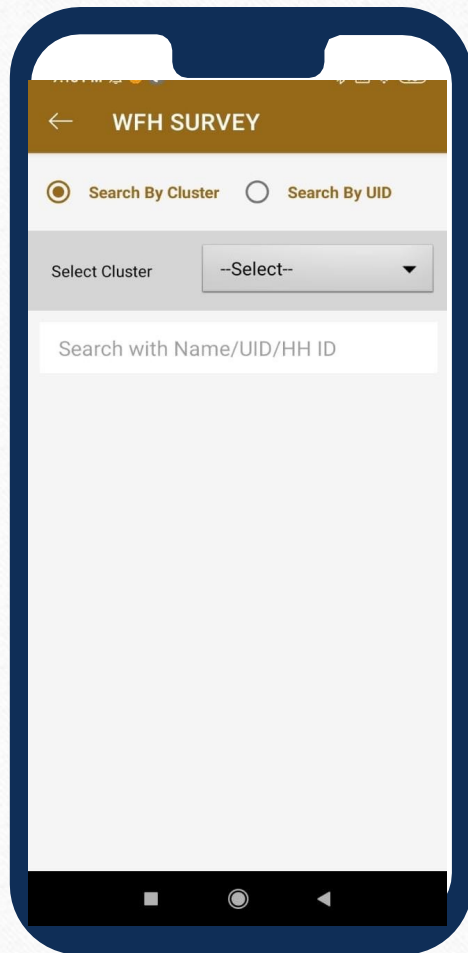 WFH SURVEY
Search By Cluster Search By UID
Select Cluster --Select--
Search with Name/UID/HH ID